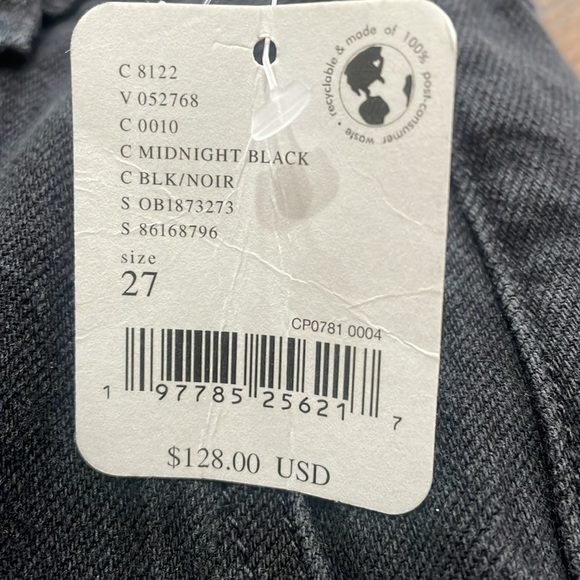 recyclable & made of 100% post-consumer waste •
C 8122
V 052768
C 0010
C MIDNIGHT BLACK
C BLK/NOIR
S OB1873273
S 86168796
size
27
CP0781 0004
1 97785 25621 7
$128.00 USD